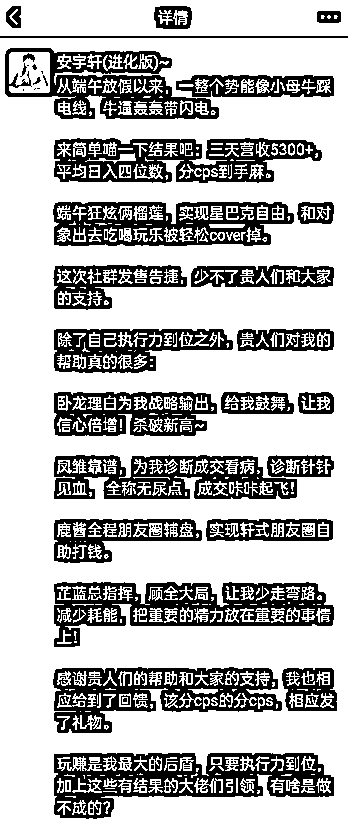 详情
安宇轩(进化版)~
从端午放假以来，一整个势能像小母牛踩
电线，牛逼轰轰带闪电。
来简单喵一下结果吧：三天营收5300+，
平均日入四位数，分cps到手麻。
端午狂炫俩榴莲，实现星巴克自由，和对
象出去吃喝玩乐被轻松cover掉。
这次社群发售告捷，少不了贵人们和大家
的支持。
除了自己执行力到位之外，贵人们对我的
帮助真的很多：
卧龙理白为我战略输出，给我鼓舞，让我
信心倍增！杀破新高~
凤雏靠谱，为我诊断成交看病，诊断针针
见血，全称无尿点，成交咔咔起飞！
鹿酱全程朋友圈辅盘，实现轩式朋友圈自
助打钱。
芷蓝总指挥，顾全大局，让我少走弯路。
减少耗能，把重要的精力放在重要的事情
上！
感谢贵人们的帮助和大家的支持，我也相
应给到了回馈，该分cps的分cps，相应发
了礼物。
玩赚是我最大的后盾，只要执行力到位，
加上这些有结果的大佬们引领，有啥是做
不成的？